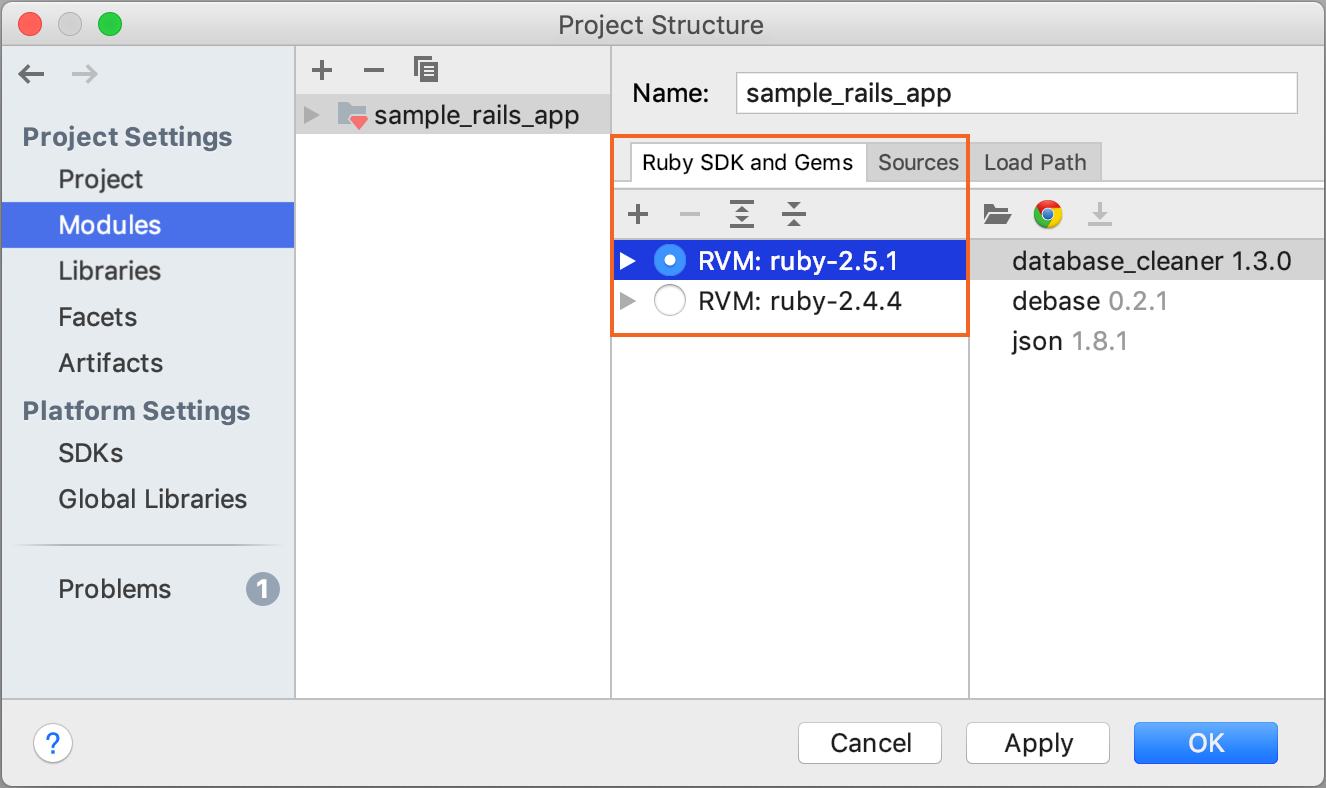 Project Structure
Project Settings
Project
Modules
Libraries
Facets
Artifacts
Platform Settings
SDKs
Global Libraries
Problems 1
sample_rails_app
Name: sample_rails_app
Ruby SDK and Gems Sources Load Path
RVM: ruby-2.5.1
RVM: ruby-2.4.4
database_cleaner 1.3.0
debase 0.2.1
json 1.8.1
? Cancel Apply OK